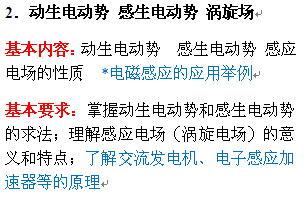 2. 动生电动势 感生电动势 涡旋场
基本内容:动生电动势 感生电动势 感应
电场的性质 *电磁感应的应用举例
基本要求: 掌握动生电动势和感生电动势
的求法; 理解感应电场（涡旋电场）的意
义和特点; 了解交流发电机、电子感应加
速器等的原理